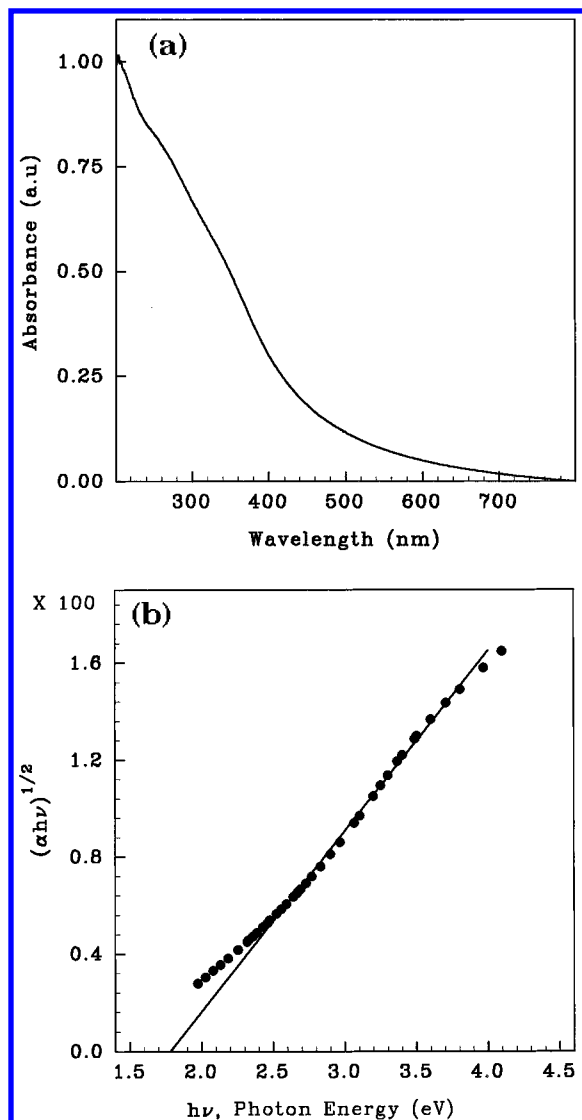 (a)
1.00
0.75
0.50
0.25
0.00
Absorbance (a.u)
300 400 500 600 700
Wavelength (nm)
X 100
(b)
1.6
1.2
0.8
0.4
0.0
(αhν)^1/2
1.5 2.0 2.5 3.0 3.5 4.0 4.5
hν, Photon Energy (eV)